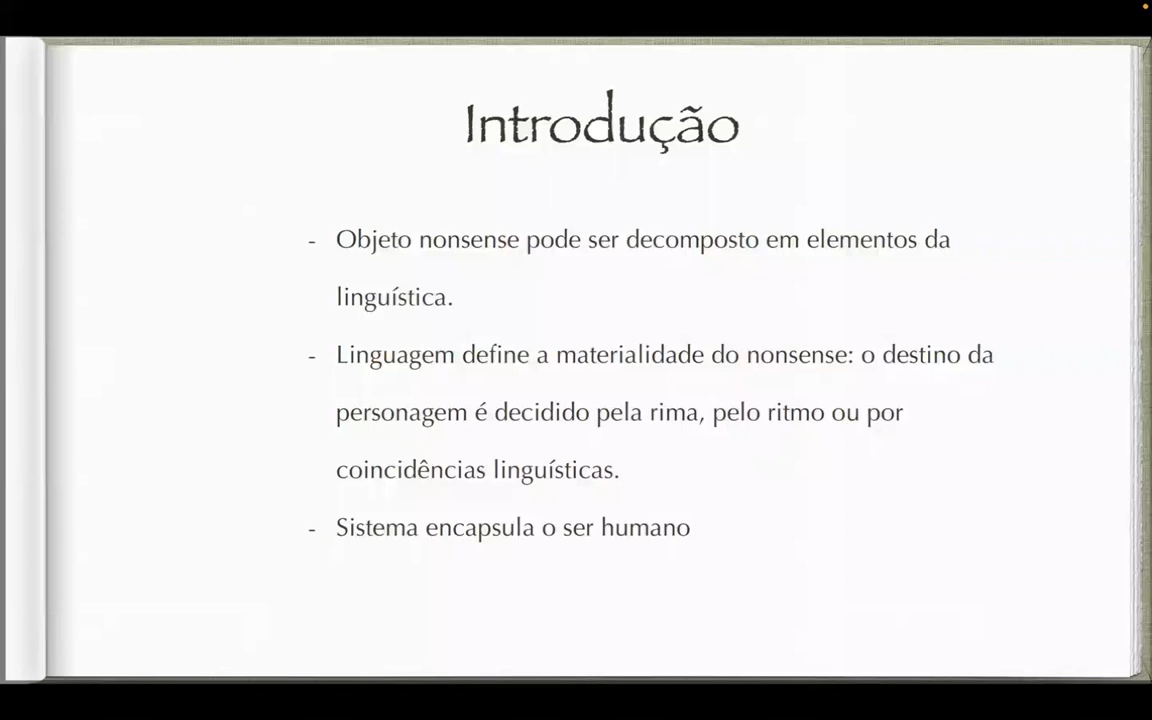 Introdução
- Objeto nonsense pode ser decomposto em elementos da
linguística.
- Linguagem define a materialidade do nonsense: o destino da
personagem é decidido pela rima, pelo ritmo ou por
coincidências linguísticas.
- Sistema encapsula o ser humano